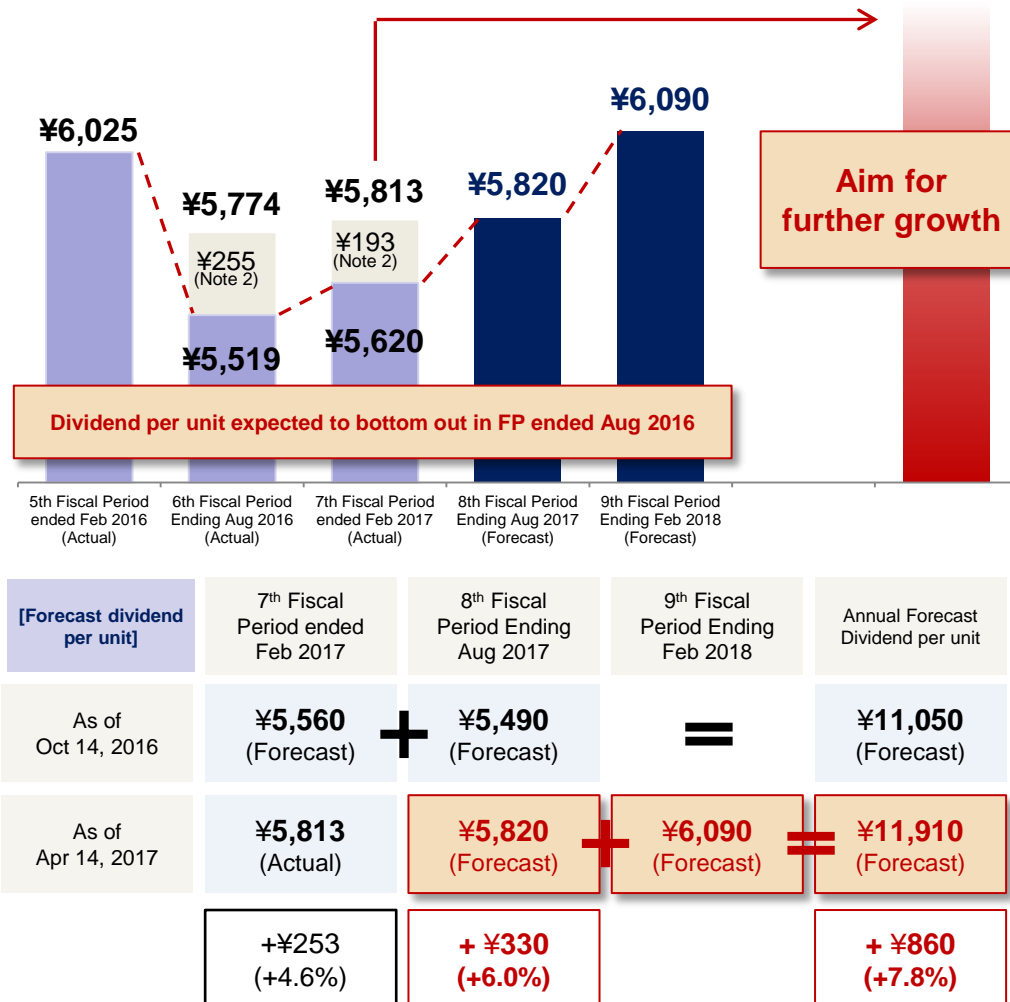 ¥6,025
¥5,774
¥5,813
¥5,820
¥6,090
¥255
(Note 2)
¥193
(Note 2)
¥5,519
¥5,620
Aim for
further growth
Dividend per unit expected to bottom out in FP ended Aug 2016
5th Fiscal Period
ended Feb 2016
(Actual)
6th Fiscal Period
Ending Aug 2016
(Actual)
7th Fiscal Period
ended Feb 2017
(Actual)
8th Fiscal Period
Ending Aug 2017
(Forecast)
9th Fiscal Period
Ending Feb 2018
(Forecast)
[Forecast dividend
per unit]
7th Fiscal
Period ended
Feb 2017
8th Fiscal
Period Ending
Aug 2017
9th Fiscal
Period Ending
Feb 2018
Annual Forecast
Dividend per unit
As of
Oct 14, 2016
¥5,560
(Forecast)
+
¥5,490
(Forecast)
=
¥11,050
(Forecast)
As of
Apr 14, 2017
¥5,813
(Actual)
¥5,820
(Forecast)
+
¥6,090
(Forecast)
=
¥11,910
(Forecast)
+¥253
(+4.6%)
+ ¥330
(+6.0%)
+ ¥860
(+7.8%)